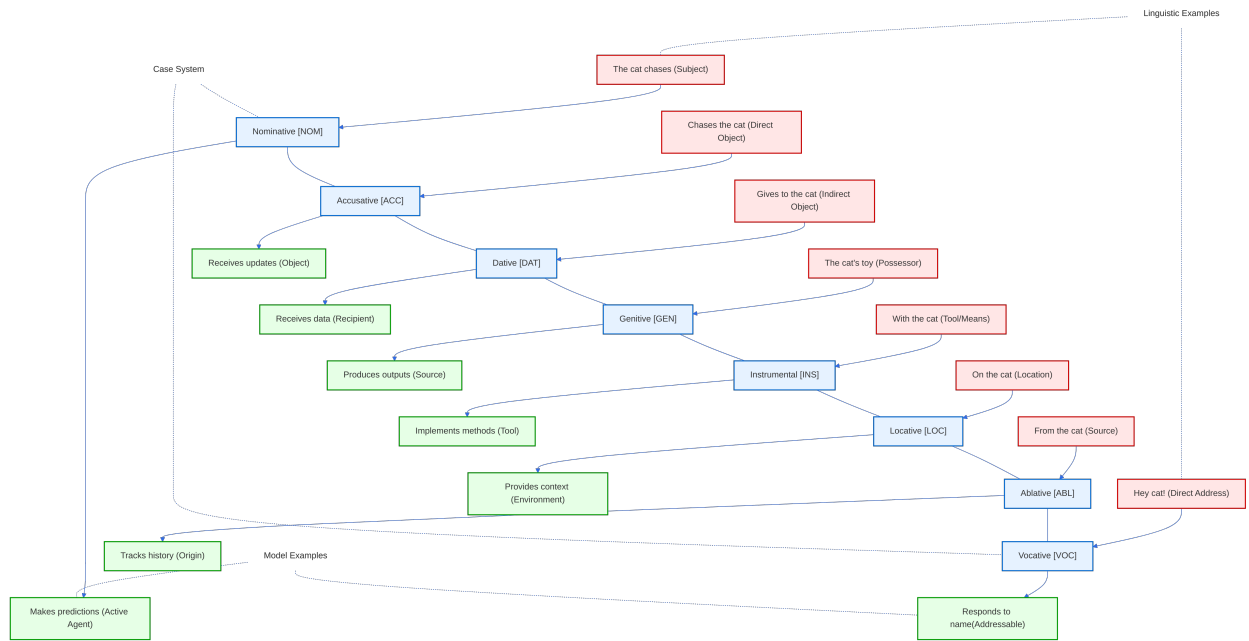 Linguistic Examples
The cat chases (Subject)
Case System
Nominative [NOM]
Chases the cat (Direct
Object)
Accusative [ACC]
Gives to the cat (Indirect
Object)
Receives updates (Object)
Dative [DAT]
The cat's toy (Possessor)
Receives data (Recipient)
Genitive [GEN]
With the cat (Tool/Means)
Produces outputs (Source)
Instrumental [INS]
On the cat (Location)
Implements methods (Tool)
Locative [LOC]
From the cat (Source)
Provides context
(Environment)
Ablative [ABL]
Hey cat! (Direct Address)
Tracks history (Origin)
Model Examples
Vocative [VOC]
Makes predictions (Active
Agent)
Responds to
name(Addressable)